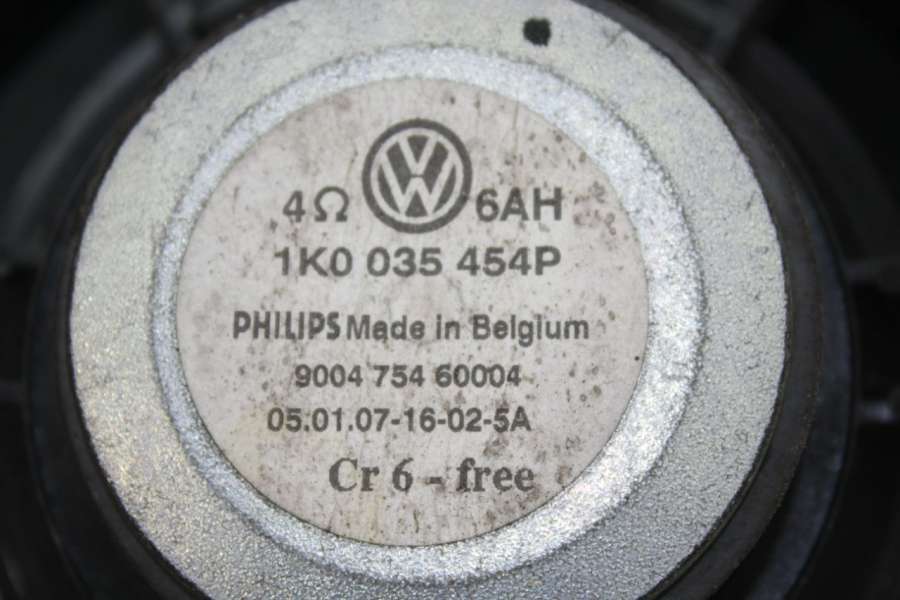 4Ω VW 6AH
1K0 035 454P
PHILIPS Made in Belgium
9004 754 60004
05.01.07-16-02-5A
Cr 6 - free